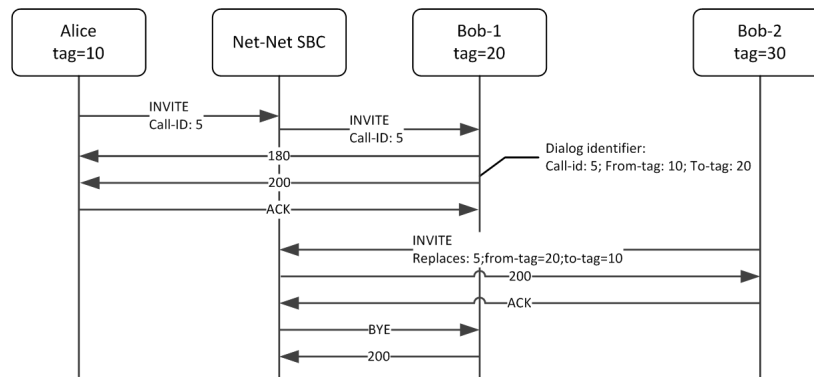 Alice
tag=10
Net-Net SBC
Bob-1
tag=20
Bob-2
tag=30
INVITE
Call-ID: 5
INVITE
Call-ID: 5
180
Dialog identifier:
Call-id: 5; From-tag: 10; To-tag: 20
200
ACK
INVITE
Replaces: 5;from-tag=20;to-tag=10
200
ACK
BYE
200